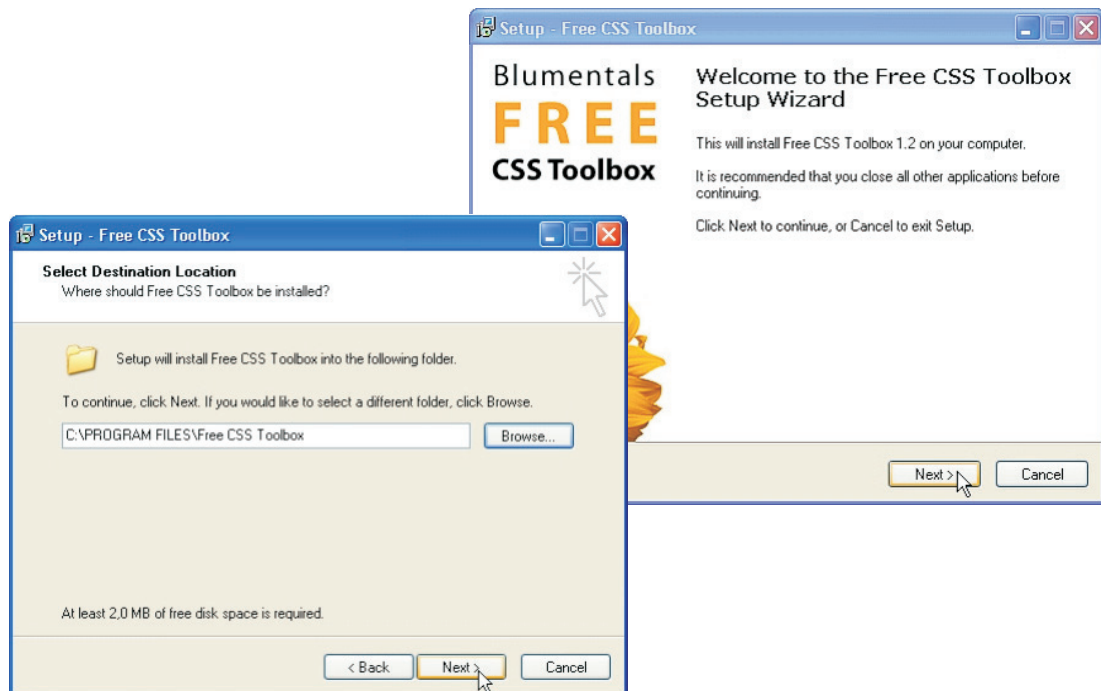 Setup - Free CSS Toolbox
Blumentals
FREE
CSS Toolbox
Welcome to the Free CSS Toolbox
Setup Wizard
This will install Free CSS Toolbox 1.2 on your computer.
It is recommended that you close all other applications before
continuing.
Click Next to continue, or Cancel to exit Setup.
Next >
Cancel
Setup - Free CSS Toolbox
Select Destination Location
Where should Free CSS Toolbox be installed?
Setup will install Free CSS Toolbox into the following folder.
To continue, click Next. If you would like to select a different folder, click Browse.
C:\PROGRAM FILES\Free CSS Toolbox
Browse...
At least 2,0 MB of free disk space is required.
< Back
Next >
Cancel